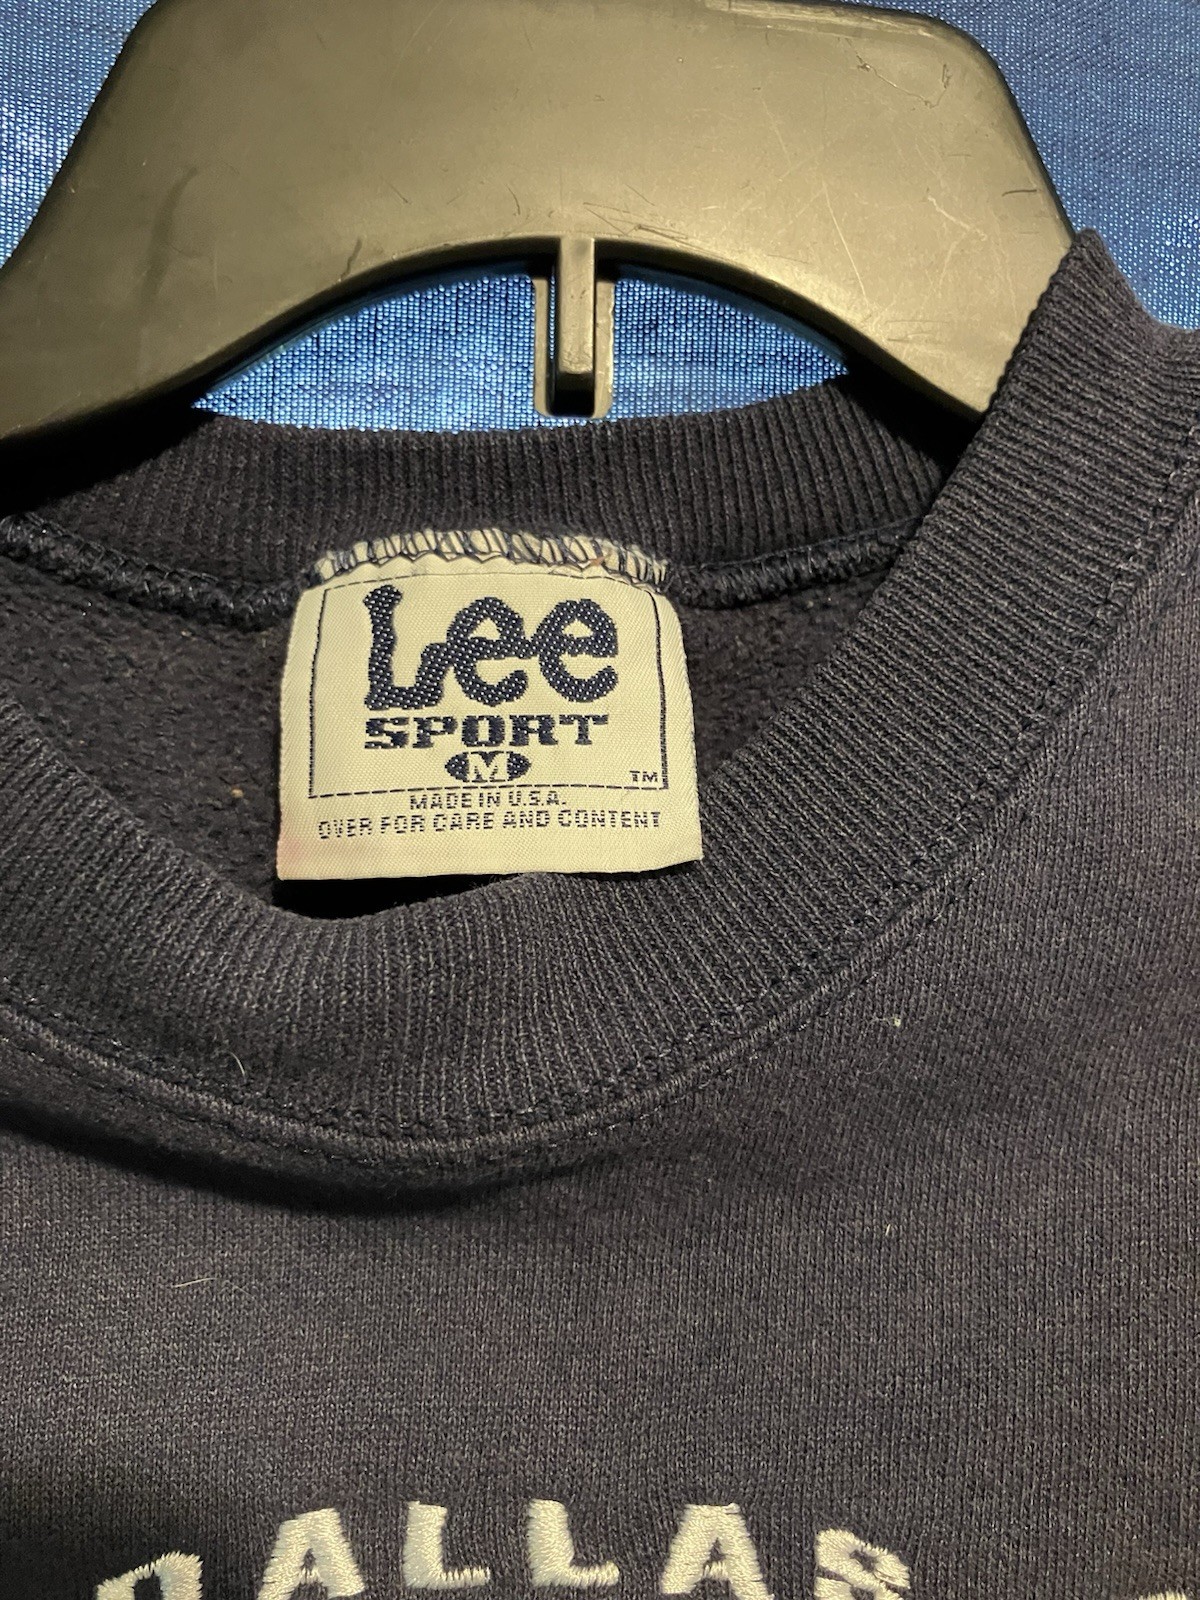 Lee
SPORT
M
TM
MADE IN U.S.A.
OVER FOR CARE AND CONTENT
DALLAS